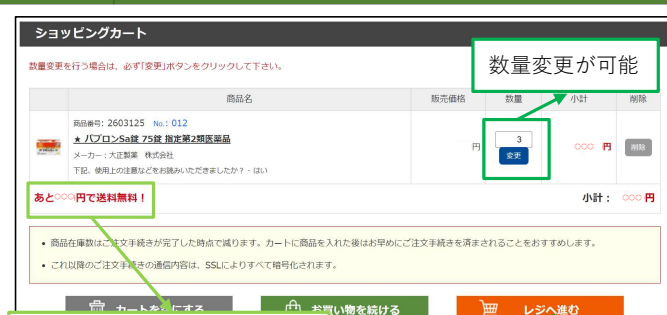 ショッピングカート
数量変更を行う場合は、必ず「変更」ボタンをクリックして下さい。
数量変更が可能
商品名 販売価格 数量 小計 削除
商品番号: 2603125 No.: 012
★ パブロンSa錠 75錠 指定第2類医薬品
メーカー：大正製薬 株式会社
下記、使用上の注意などをお読みいただきましたか？ - はい
円 3 ○○○ 円 削除
変更
あと○○○円で送料無料！ 小計： ○○○ 円
• 商品在庫数はご注文手続きが完了した時点で減ります。カートに商品を入れた後はお早めにご注文手続きを済まされることをおすすめします。
• これ以降のご注文手続きの通信内容は、SSLによりすべて暗号化されます。
カートを空にする お買い物を続ける レジへ進む